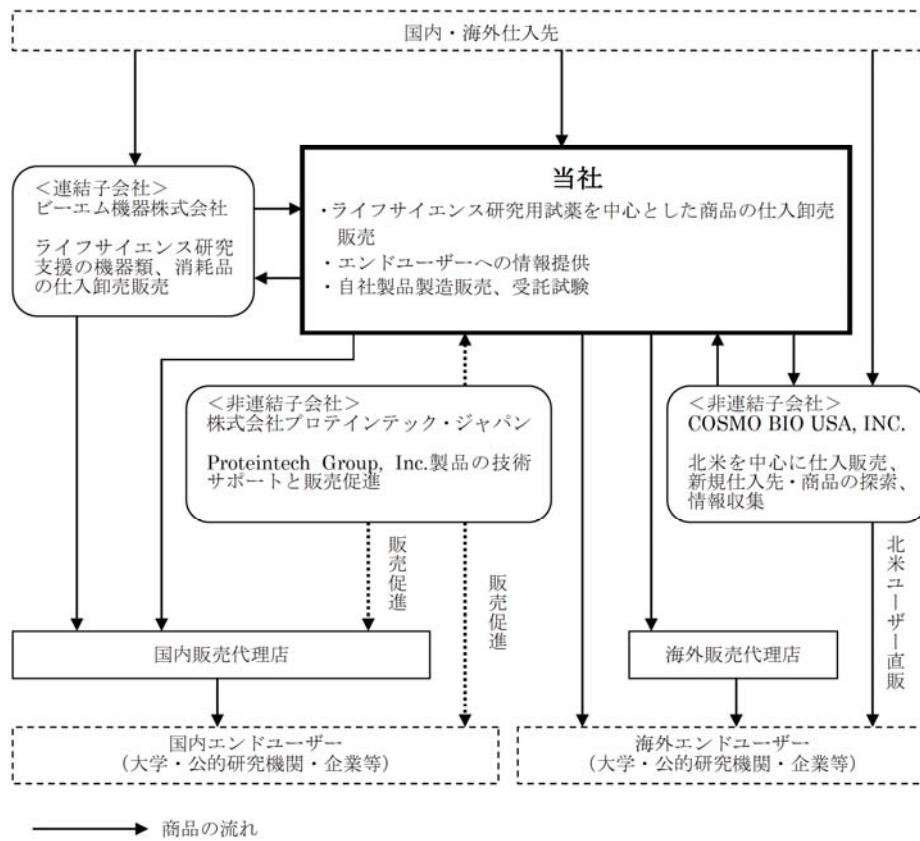 国内・海外仕入先
＜連結子会社＞
ビーエム機器株式会社
ライフサイエンス研究
支援の機器類、消耗品
の仕入卸売販売
当社
・ライフサイエンス研究用試薬を中心とした商品の仕入卸売
販売
・エンドユーザーへの情報提供
・自社製品製造販売、受託試験
＜非連結子会社＞
株式会社プロテインテック・ジャパン
Proteintech Group, Inc.製品の技術
サポートと販売促進
＜非連結子会社＞
COSMO BIO USA, INC.
北米を中心に仕入販売、
新規仕入先・商品の探索、
情報収集
販売促進
販売促進
北米ユーザー直販
国内販売代理店
海外販売代理店
国内エンドユーザー
（大学・公的研究機関・企業等）
海外エンドユーザー
（大学・公的研究機関・企業等）
商品の流れ